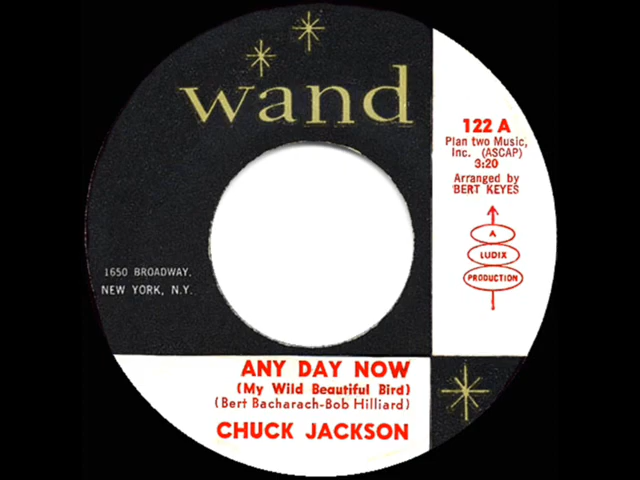 wand
122 A
Plan two Music,
Inc. (ASCAP)
3:20
Arranged by
BERT KEYES
A
LUDIX
PRODUCTION
1650 BROADWAY,
NEW YORK, N.Y.
ANY DAY NOW
(My Wild Beautiful Bird)
(Bert Bacharach-Bob Hilliard)
CHUCK JACKSON